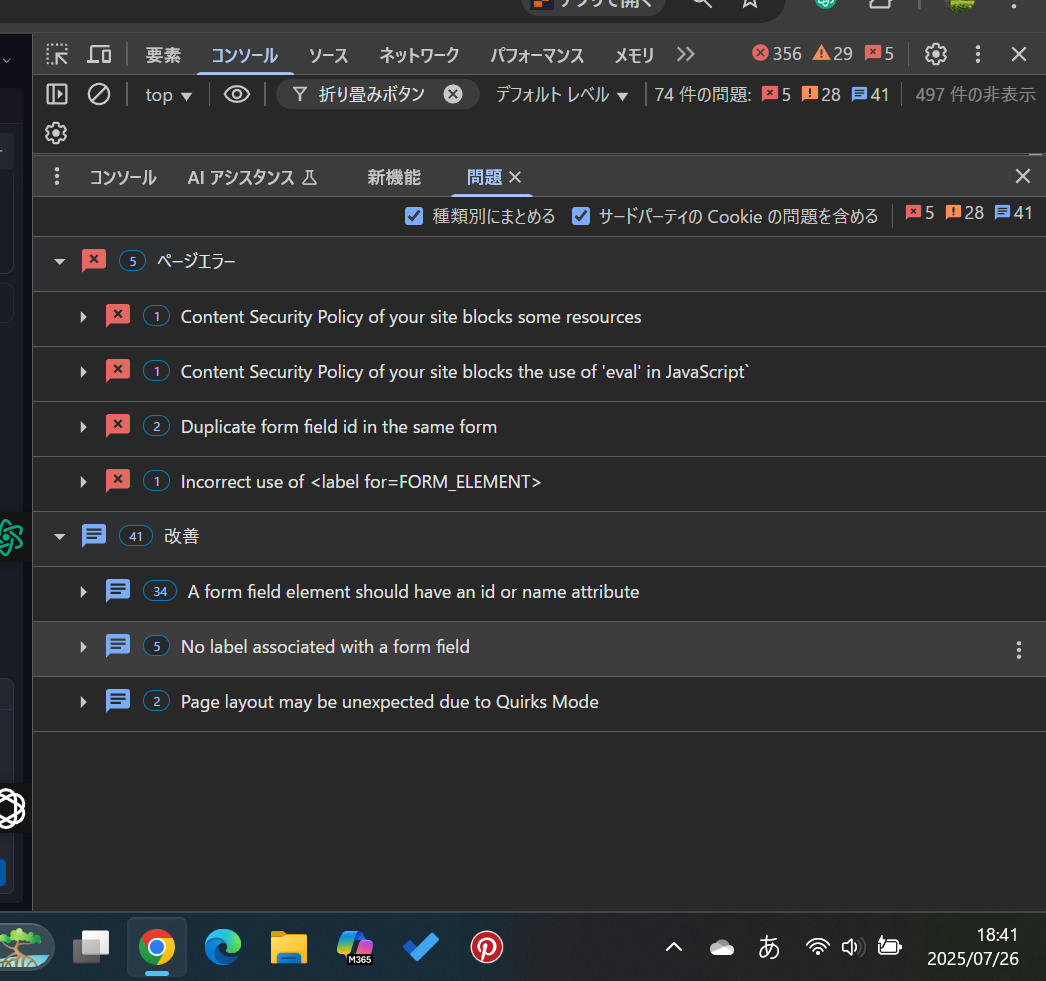 アプリで開く
要素 コンソール ソース ネットワーク パフォーマンス メモリ 356 29 5
top デフォルト レベル 折り畳みボタン 74 件の問題: 5 28 41 497 件の非表示
コンソール AI アシスタンス 新機能 問題
種類別にまとめる サードパーティの Cookie の問題を含める 5 28 41
5 ページエラー
1 Content Security Policy of your site blocks some resources
1 Content Security Policy of your site blocks the use of 'eval' in JavaScript`
2 Duplicate form field id in the same form
1 Incorrect use of <label for=FORM_ELEMENT>
41 改善
34 A form field element should have an id or name attribute
5 No label associated with a form field
2 Page layout may be unexpected due to Quirks Mode
M365
あ
18:41
2025/07/26